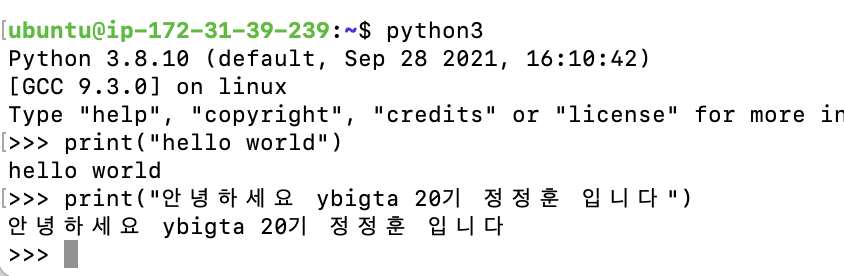 [ubuntu@ip-172-31-39-239:~$ python3
Python 3.8.10 (default, Sep 28 2021, 16:10:42)
[GCC 9.3.0] on linux
Type "help", "copyright", "credits" or "license" for more in
[>>> print("hello world")
hello world
[>>> print("안녕하세요 ybigta 20기 정정훈 입니다")
안녕하세요 ybigta 20기 정정훈 입니다
>>>